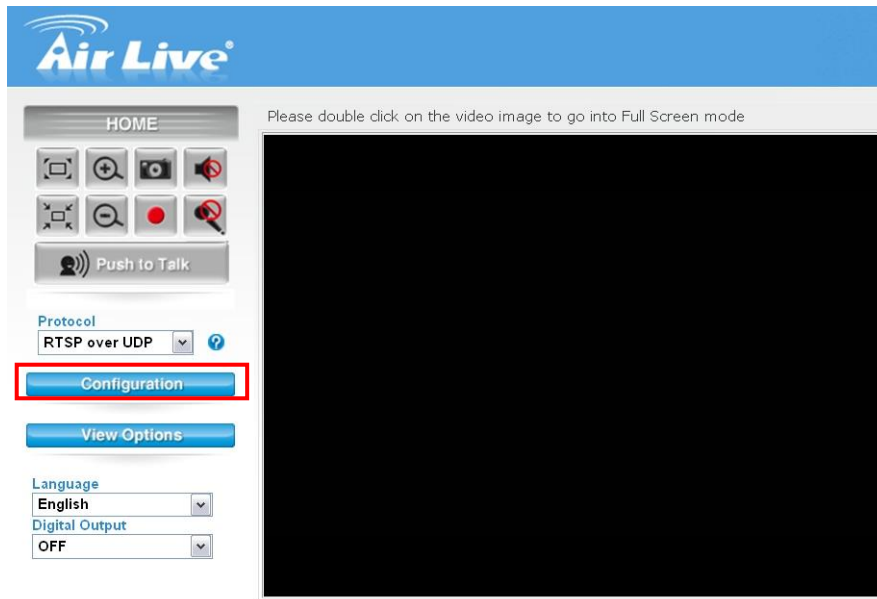 Air Live®
HOME
Please double click on the video image to go into Full Screen mode
Push to Talk
Protocol
RTSP over UDP
Configuration
View Options
Language
English
Digital Output
OFF